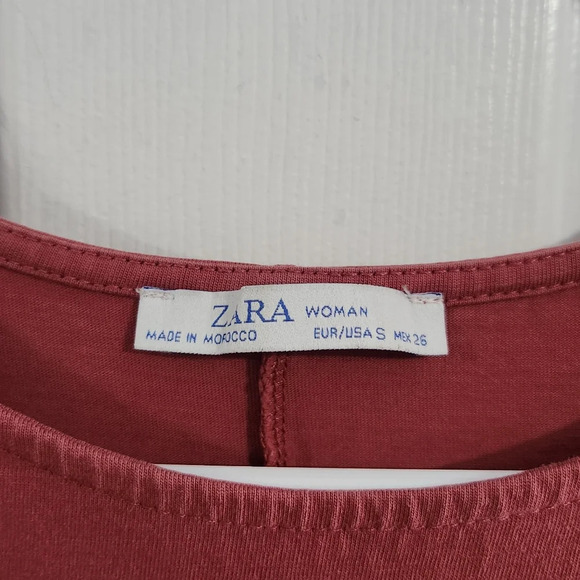 ZARA WOMAN
MADE IN MOROCCO EUR/USA S MEX 26